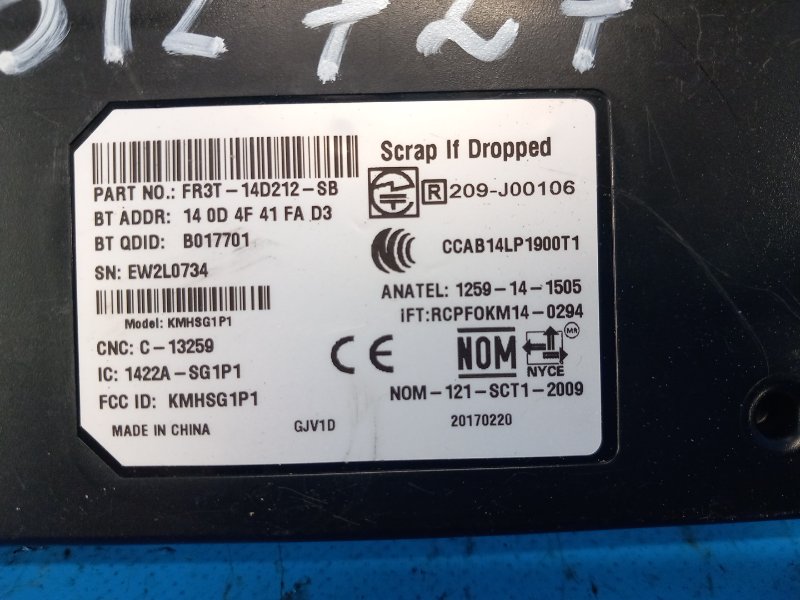 Scrap If Dropped
PART NO.: FR3T-14D212-SB
R 209-J00106
BT ADDR: 14 0D 4F 41 FA D3
BT QDID: B017701
CCAB14LP1900T1
SN: EW2L0734
ANATEL: 1259-14-1505
Model: KMHSG1P1
IFT:RCPFOKM14-0294
CNC: C-13259
CE
NOM
MR
NYCE
IC: 1422A-SG1P1
FCC ID: KMHSG1P1
NOM-121-SCT1-2009
MADE IN CHINA
GJV1D
20170220